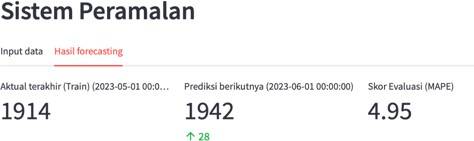 Sistem Peramalan
Input data Hasil forecasting
Aktual terakhir (Train) (2023-05-01 00:0... Prediksi berikutnya (2023-06-01 00:00:00) Skor Evaluasi (MAPE)
1914 1942 4.95
↑ 28